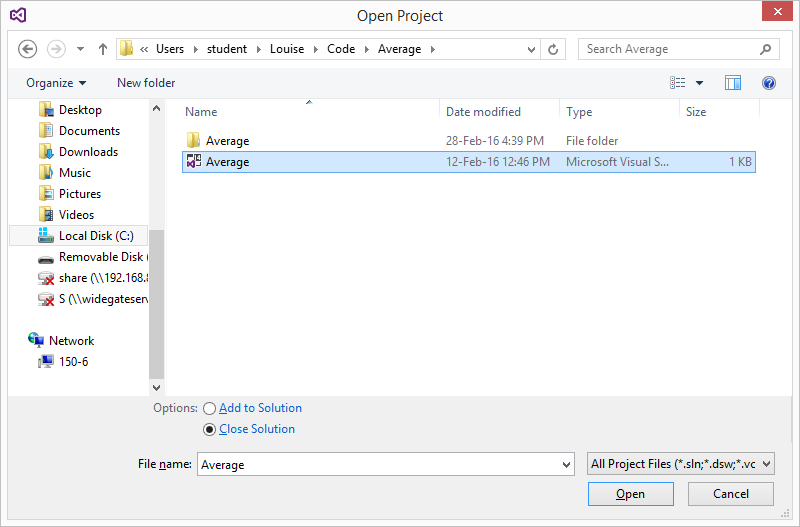 Open Project
« Users › student › Louise › Code › Average ›
Search Average
Organize
New folder
Name Date modified Type Size
Desktop
Documents
Downloads
Music
Pictures
Videos
Local Disk (C:)
Removable Disk (
share (\\192.168.8
S (\\widegateserv
Network
150-6
Average 28-Feb-16 4:39 PM File folder
Average 12-Feb-16 12:46 PM Microsoft Visual S... 1 KB
Options: Add to Solution
Close Solution
File name: Average
All Project Files (*.sln;*.dsw;*.vc
Open Cancel